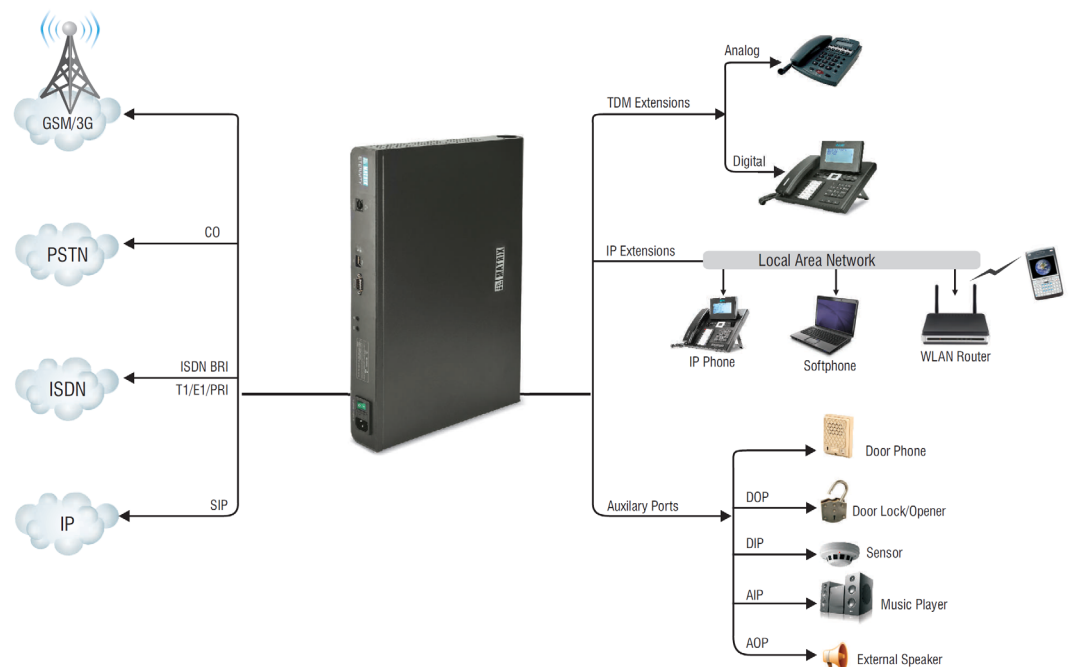 GSM/3G
CO
PSTN
ISDN BRI
ISDN
T1/E1/PRI
SIP
IP
MATRIX
TDM Extensions
Analog
Digital
IP Extensions
Local Area Network
IP Phone
Softphone
WLAN Router
Auxilary Ports
Door Phone
DOP
Door Lock/Opener
DIP
Sensor
AIP
Music Player
AOP
External Speaker